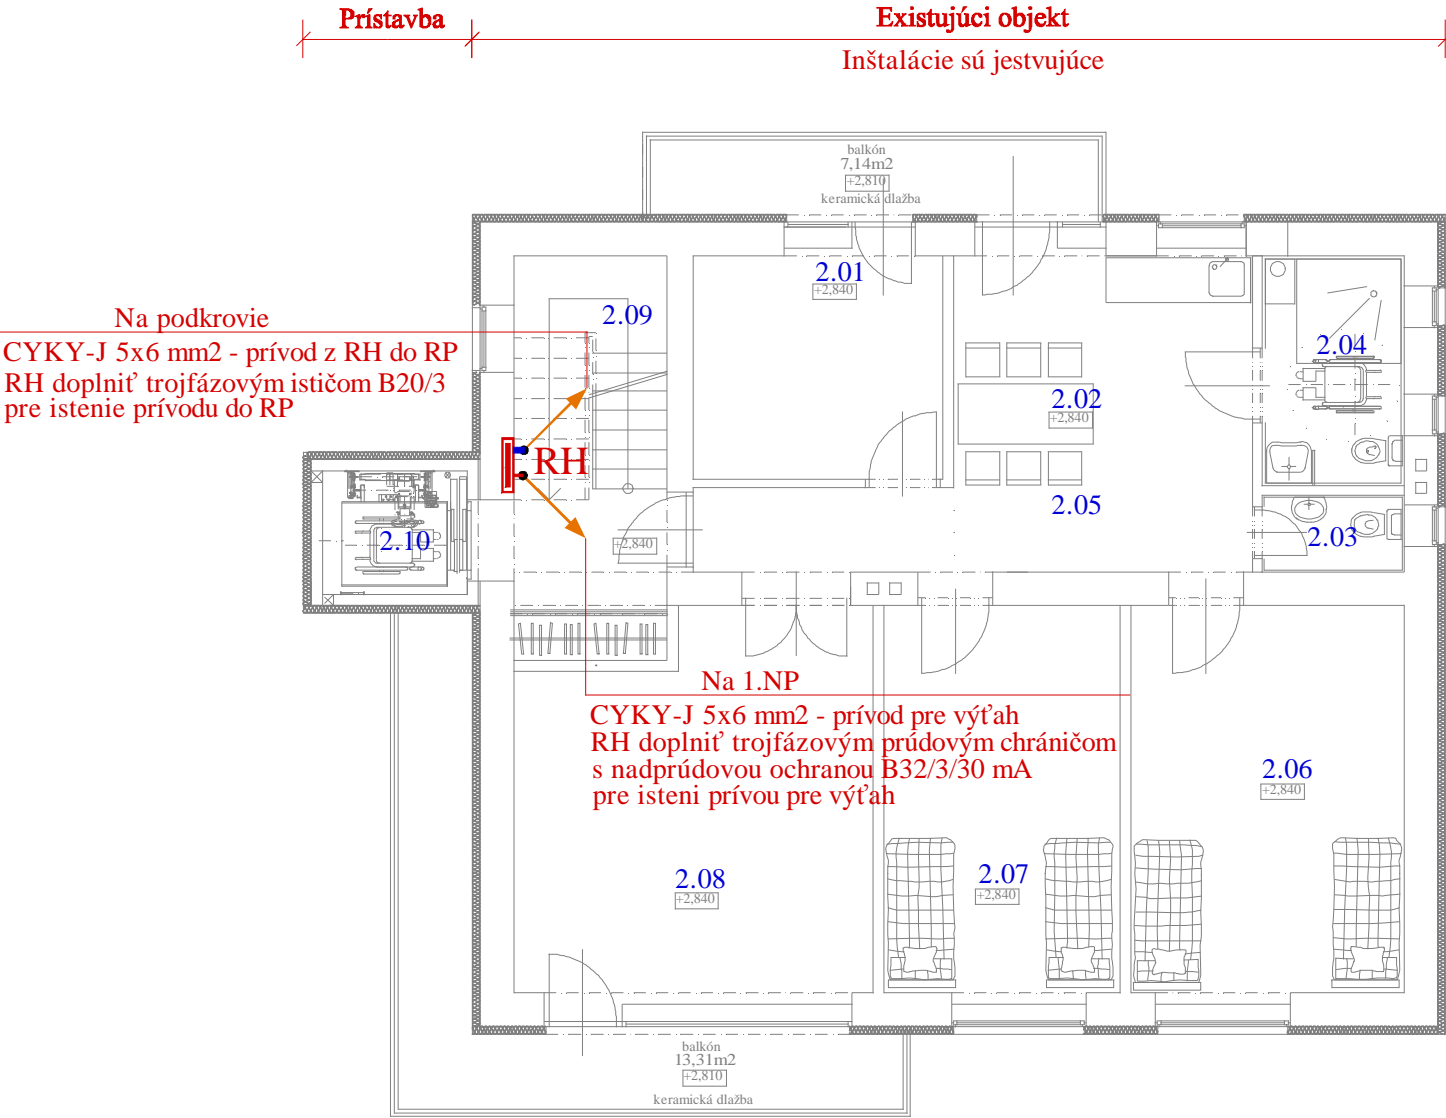 Prístavba
Existujúci objekt
Inštalácie sú jestvujúce
balkón
7,14m2
+2,810
keramická dlažba
2.01
+2,840
2.09
2.04
Na podkrovie
CYKY-J 5x6 mm2 - prívod z RH do RP
RH doplniť trojfázovým ističom B20/3
pre istenie prívodu do RP
2.02
+2,840
RH
2.05
2.10
+2,840
2.03
Na 1.NP
CYKY-J 5x6 mm2 - prívod pre výťah
RH doplniť trojfázovým prúdovým chráničom
s nadprúdovou ochranou B32/3/30 mA
pre isteni prívou pre výťah
2.06
+2,840
2.08
+2,840
2.07
+2,840
balkón
13,31m2
+2,810
keramická dlažba